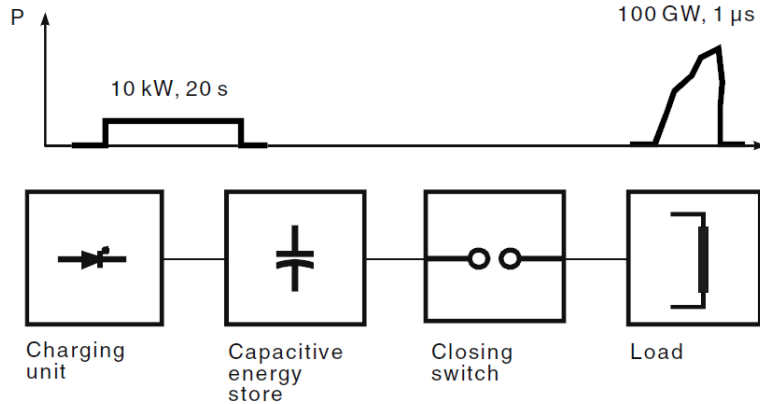 P
100 GW, 1 µs
10 kW, 20 s
Charging
unit
Capacitive
energy
store
Closing
switch
Load